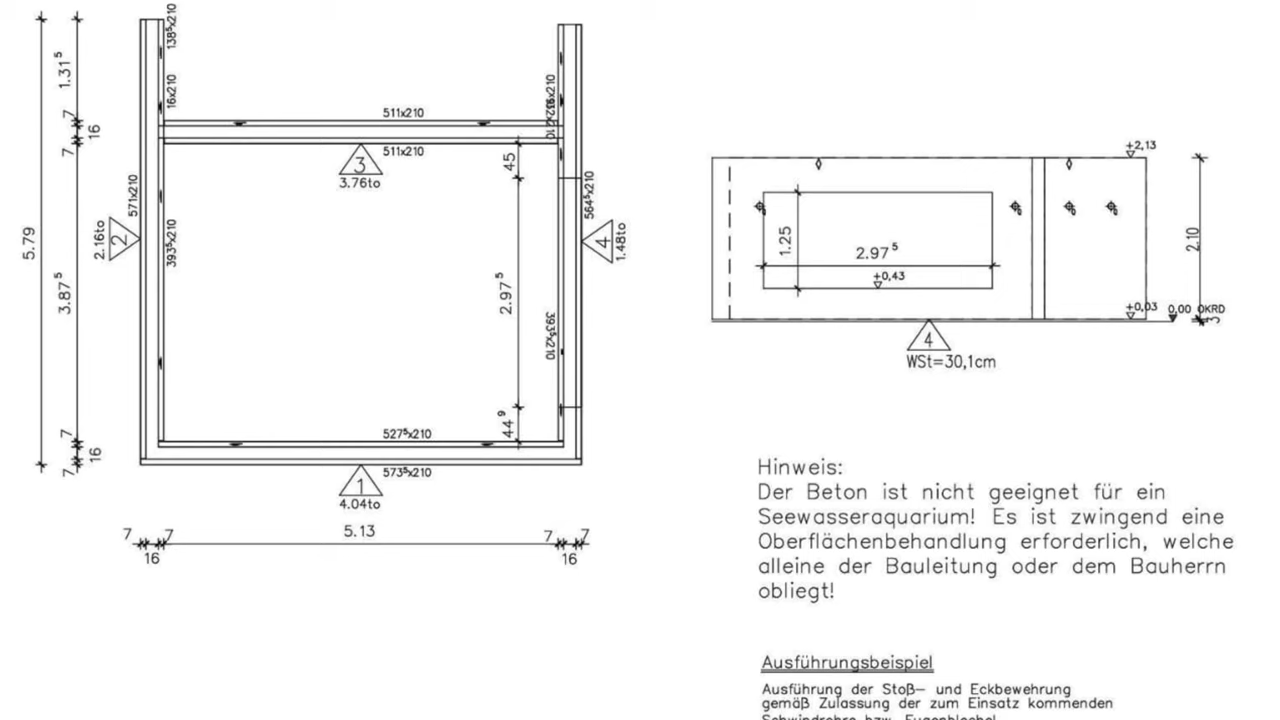 138⁵x210
1.31⁵
16x210
7
16
7
511x210
511x210
3
3.76to
45
571x210
2.16to
2
393⁵x210
5.79
3.87⁵
564⁵x210
4
1.48to
2.97⁵
393⁵x210
44⁹
7
16
7
527⁵x210
573⁵x210
1
4.04to
7 7 5.13 7 7
16 16
+2,13
1.25
2.97⁵
+0,43
2.10
+0,03
0,00 OKRD
3
4
WSt=30,1cm
Hinweis:
Der Beton ist nicht geeignet für ein
Seewasseraquarium! Es ist zwingend eine
Oberflächenbehandlung erforderlich, welche
alleine der Bauleitung oder dem Bauherrn
obliegt!
Ausführungsbeispiel
Ausführung der Stoß– und Eckbewehrung
gemäß Zulassung der zum Einsatz kommenden